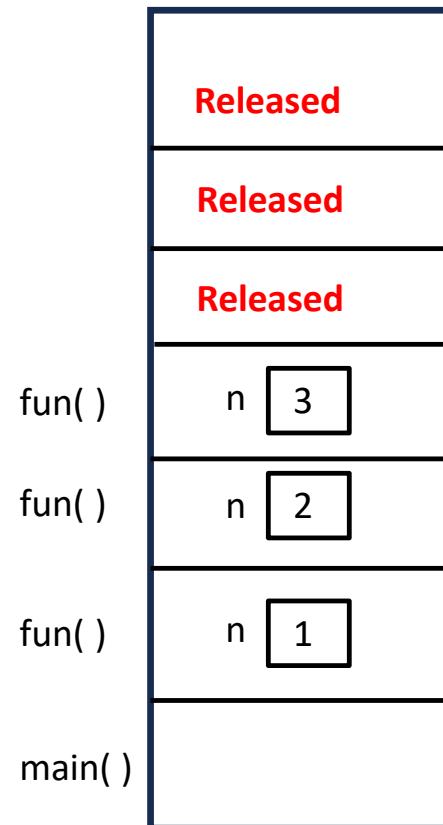 Released
Released
Released
fun( ) n 3
fun( ) n 2
fun( ) n 1
main( )